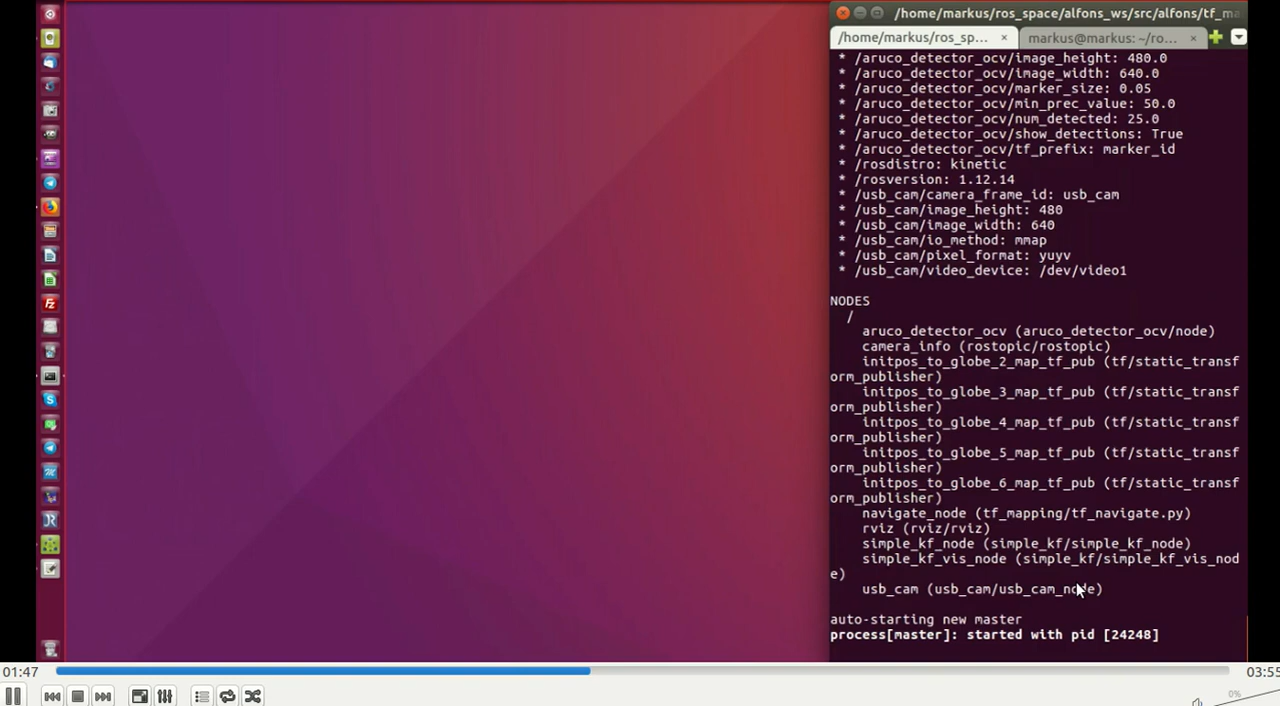 /home/markus/ros_space/alfons_ws/src/alfons/tf_ma
/home/markus/ros_sp... × markus@markus: ~/ro... ×
* /aruco_detector_ocv/image_height: 480.0
* /aruco_detector_ocv/image_width: 640.0
* /aruco_detector_ocv/marker_size: 0.05
* /aruco_detector_ocv/min_prec_value: 50.0
* /aruco_detector_ocv/num_detected: 25.0
* /aruco_detector_ocv/show_detections: True
* /aruco_detector_ocv/tf_prefix: marker_id
* /rosdistro: kinetic
* /rosversion: 1.12.14
* /usb_cam/camera_frame_id: usb_cam
* /usb_cam/image_height: 480
* /usb_cam/image_width: 640
* /usb_cam/io_method: mmap
* /usb_cam/pixel_format: yuyv
* /usb_cam/video_device: /dev/video1
NODES
/
aruco_detector_ocv (aruco_detector_ocv/node)
camera_info (rostopic/rostopic)
initpos_to_globe_2_map_tf_pub (tf/static_transf
orm_publisher)
initpos_to_globe_3_map_tf_pub (tf/static_transf
orm_publisher)
initpos_to_globe_4_map_tf_pub (tf/static_transf
orm_publisher)
initpos_to_globe_5_map_tf_pub (tf/static_transf
orm_publisher)
initpos_to_globe_6_map_tf_pub (tf/static_transf
orm_publisher)
navigate_node (tf_mapping/tf_navigate.py)
rviz (rviz/rviz)
simple_kf_node (simple_kf/simple_kf_node)
simple_kf_vis_node (simple_kf/simple_kf_vis_nod
e)
usb_cam (usb_cam/usb_cam_node)
auto-starting new master
process[master]: started with pid [24248]
01:47 03:55
0%